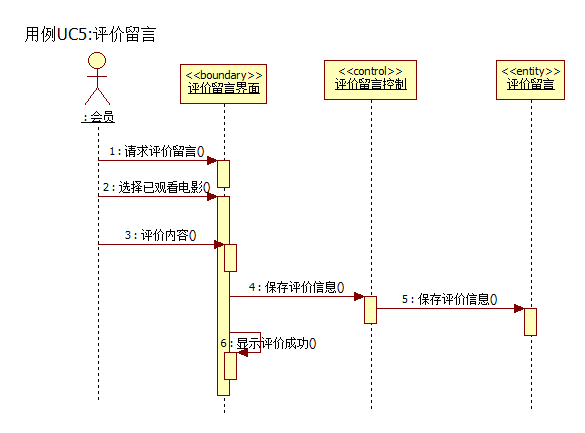 用例UC5:评价留言
<<boundary>>
评价留言界面
<<control>>
评价留言控制
<<entity>>
评价留言
: 会员
1 : 请求评价留言()
2 : 选择已观看电影()
3 : 评价内容()
4 : 保存评价信息()
5 : 保存评价信息()
6 : 显示评价成功()